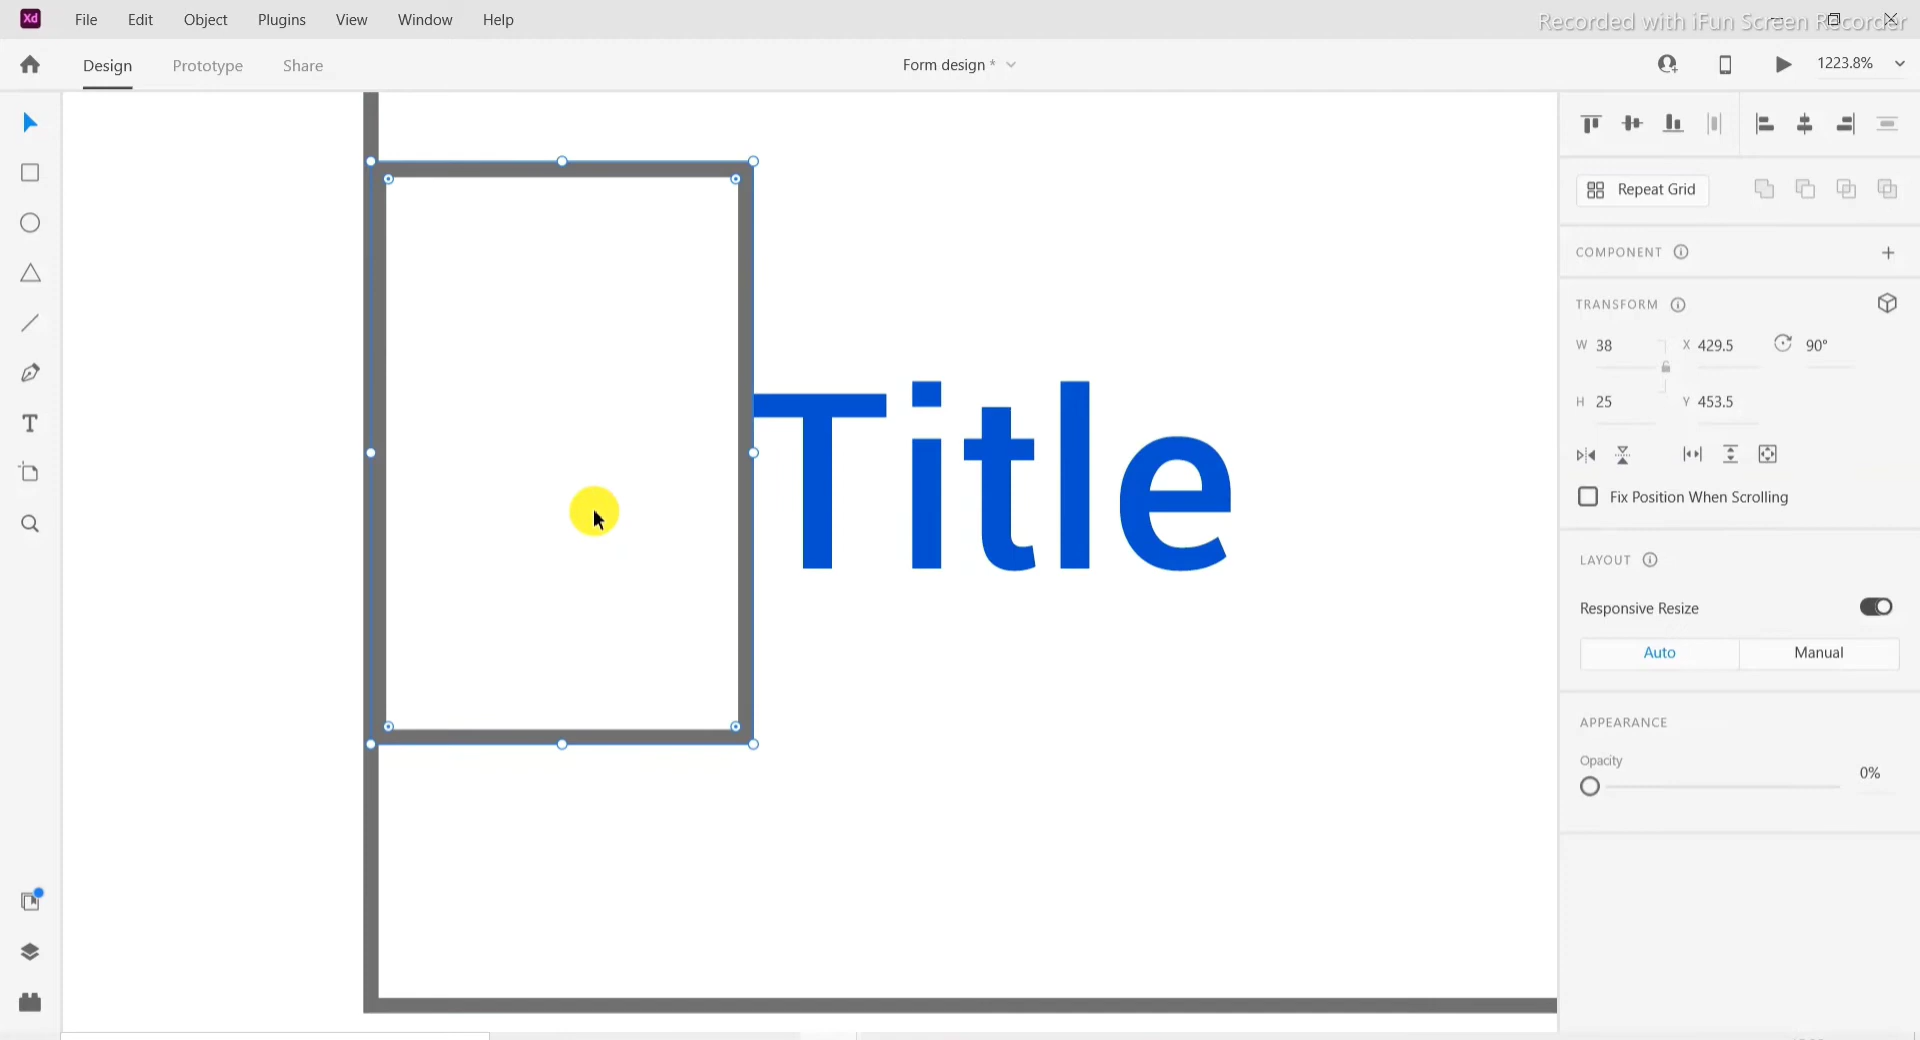 Xd File Edit Object Plugins View Window Help
Recorded with iFun Screen Recorder
Design Prototype Share
Form design *
1223.8%
Repeat Grid
COMPONENT
TRANSFORM
W 38 X 429.5 90°
H 25 Y 453.5
Fix Position When Scrolling
LAYOUT
Responsive Resize
Auto Manual
APPEARANCE
Opacity
0%
T
Title